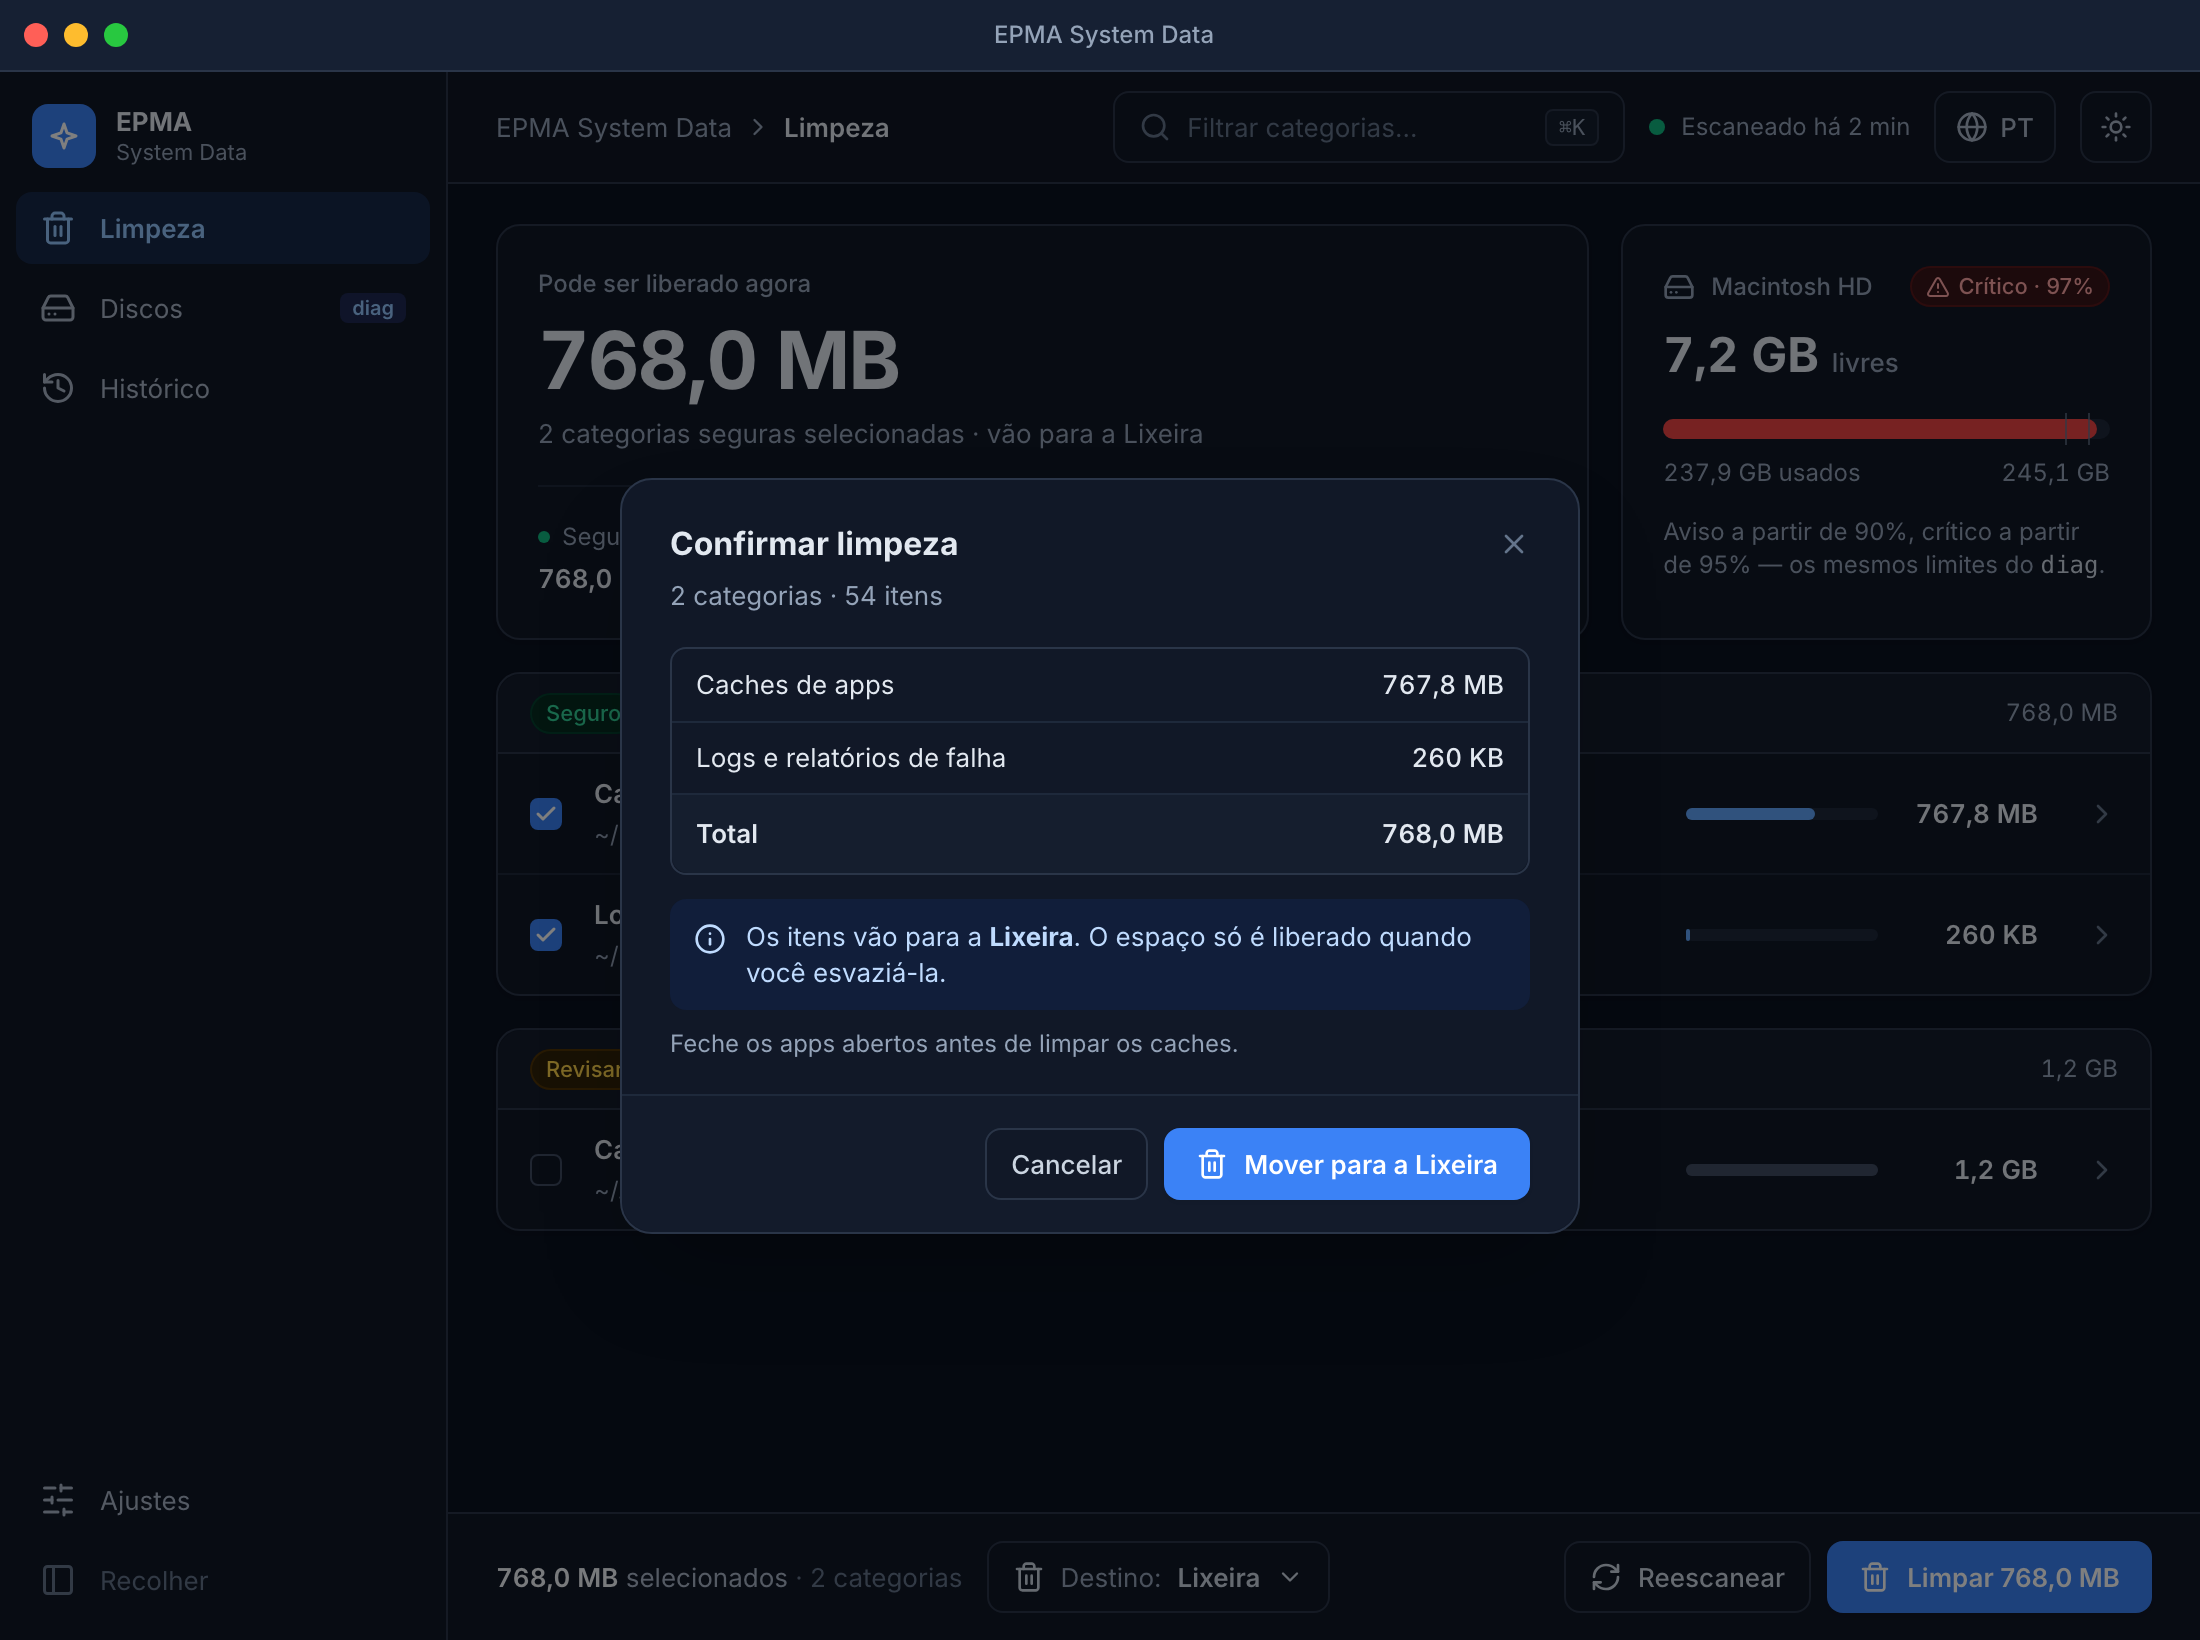 EPMA System Data
EPMA
System Data
Limpeza
Discos
diag
Histórico
Ajustes
Recolher
EPMA System Data > Limpeza
Filtrar categorias...
⌘K
Escaneado há 2 min
PT
Pode ser liberado agora
768,0 MB
2 categorias seguras selecionadas · vão para a Lixeira
768,0
Macintosh HD
Crítico · 97%
7,2 GB livres
237,9 GB usados
245,1 GB
Aviso a partir de 90%, crítico a partir
de 95% — os mesmos limites do diag.
Seguro
768,0 MB
767,8 MB
~/
260 KB
~/
Revisar
1,2 GB
1,2 GB
~/
Confirmar limpeza
2 categorias · 54 itens
Caches de apps
767,8 MB
Logs e relatórios de falha
260 KB
Total
768,0 MB
Os itens vão para a Lixeira. O espaço só é liberado quando
você esvaziá-la.
Feche os apps abertos antes de limpar os caches.
Cancelar
Mover para a Lixeira
768,0 MB selecionados · 2 categorias
Destino: Lixeira
Reescanear
Limpar 768,0 MB